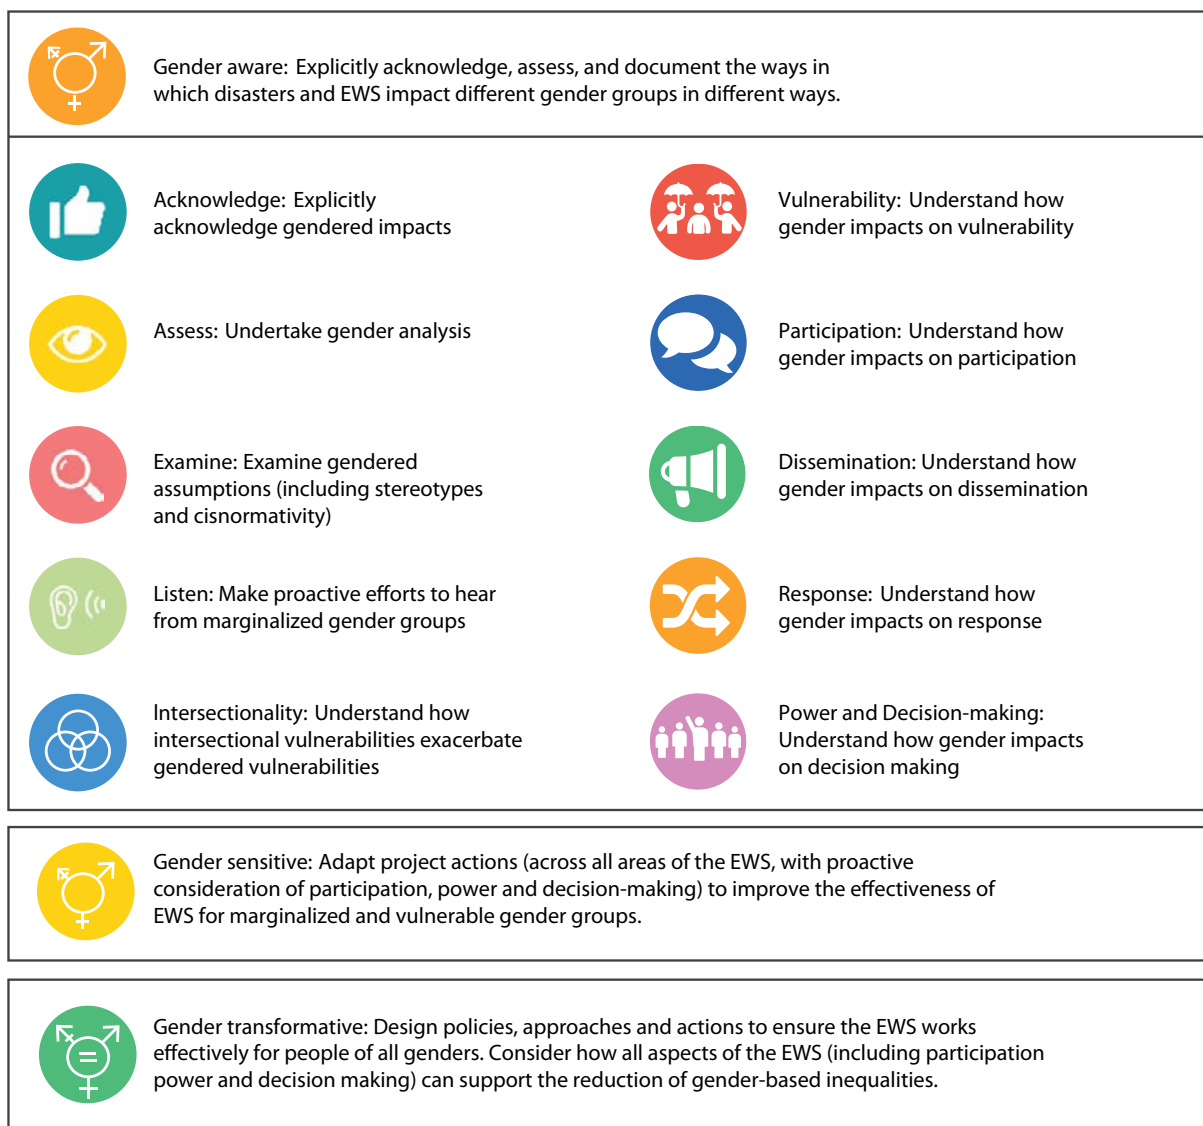 Gender aware: Explicitly acknowledge, assess, and document the ways in
which disasters and EWS impact different gender groups in different ways.
Acknowledge: Explicitly
acknowledge gendered impacts
Assess: Undertake gender analysis
Examine: Examine gendered
assumptions (including stereotypes
and cisnormativity)
Listen: Make proactive efforts to hear
from marginalized gender groups
Intersectionality: Understand how
intersectional vulnerabilities exacerbate
gendered vulnerabilities
Vulnerability: Understand how
gender impacts on vulnerability
Participation: Understand how
gender impacts on participation
Dissemination: Understand how
gender impacts on dissemination
Response: Understand how
gender impacts on response
Power and Decision-making:
Understand how gender impacts
on decision making
Gender sensitive: Adapt project actions (across all areas of the EWS, with proactive
consideration of participation, power and decision-making) to improve the effectiveness of
EWS for marginalized and vulnerable gender groups.
Gender transformative: Design policies, approaches and actions to ensure the EWS works
effectively for people of all genders. Consider how all aspects of the EWS (including participation
power and decision making) can support the reduction of gender-based inequalities.